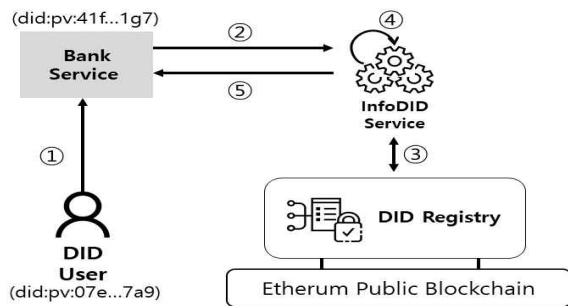 (did:pv:41f...1g7)
Bank
Service
②
⑤
④
InfoDID
Service
①
③
DID Registry
DID
User
(did:pv:07e...7a9)
Etherum Public Blockchain